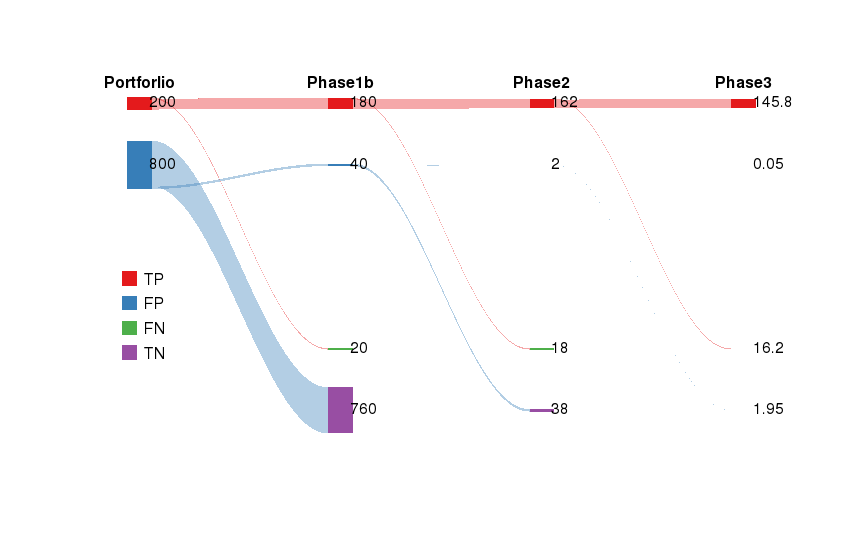 Portforlio Phase1b Phase2 Phase3
200 180 162 145.8
800 40 2 0.05
TP
FP
FN
TN
20 18 16.2
760 38 1.95